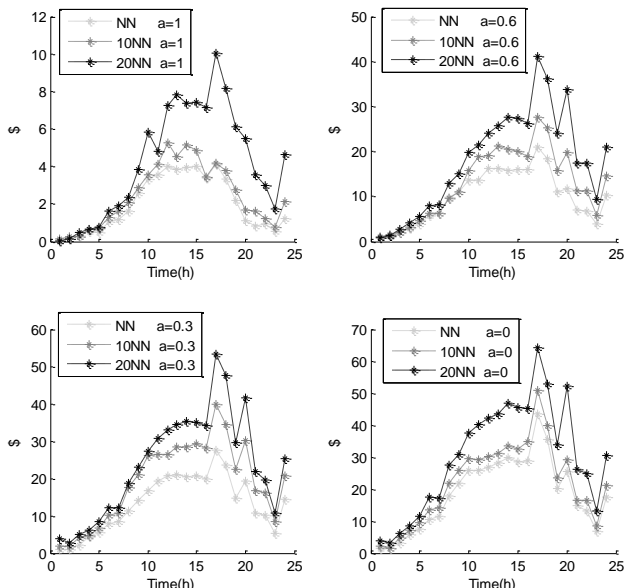 12
10
8
6
4
2
0
$
NN a=1
10NN a=1
20NN a=1
0 5 10 15 20 25
Time(h)
50
40
30
20
10
0
$
NN a=0.6
10NN a=0.6
20NN a=0.6
0 5 10 15 20 25
Time(h)
60
50
40
30
20
10
0
$
NN a=0.3
10NN a=0.3
20NN a=0.3
0 5 10 15 20 25
Time(h)
70
60
50
40
30
20
10
0
$
NN a=0
10NN a=0
20NN a=0
0 5 10 15 20 25
Time(h)